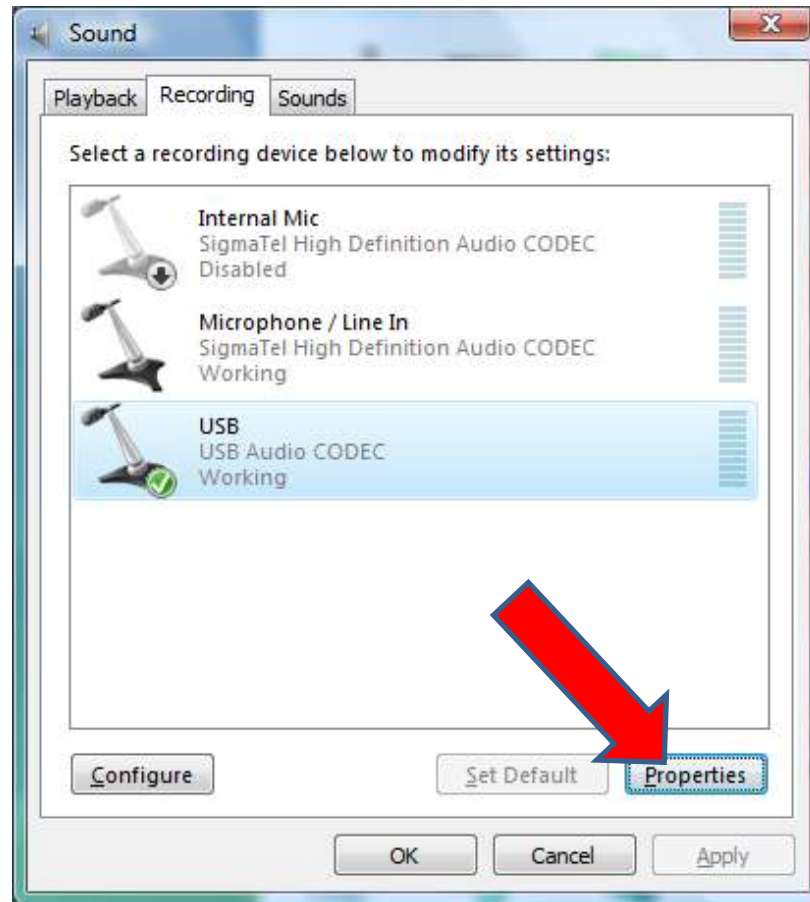 Sound
Playback Recording Sounds
Select a recording device below to modify its settings:
Internal Mic
SigmaTel High Definition Audio CODEC
Disabled
Microphone / Line In
SigmaTel High Definition Audio CODEC
Working
USB
USB Audio CODEC
Working
Configure Set Default Properties
OK Cancel Apply